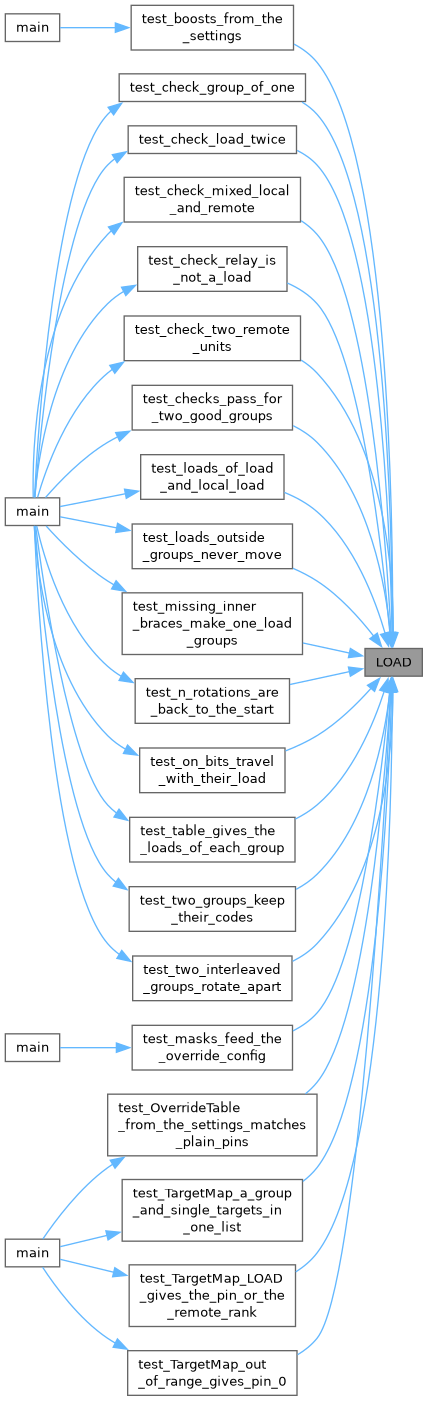 main
test_boosts_from_the
_settings
test_check_group_of_one
test_check_load_twice
test_check_mixed_local
_and_remote
test_check_relay_is
_not_a_load
test_check_two_remote
_units
test_checks_pass_for
_two_good_groups
test_loads_of_load
_and_local_load
main
test_loads_outside
_groups_never_move
test_missing_inner
_braces_make_one_load
_groups
LOAD
test_n_rotations_are
_back_to_the_start
test_on_bits_travel
_with_their_load
test_table_gives_the
_loads_of_each_group
test_two_groups_keep
_their_codes
test_two_interleaved
_groups_rotate_apart
main
test_masks_feed_the
_override_config
test_OverrideTable
_from_the_settings_matches
_plain_pins
test_TargetMap_a_group
_and_single_targets_in
_one_list
main
test_TargetMap_LOAD
_gives_the_pin_or_the
_remote_rank
test_TargetMap_out
_of_range_gives_pin_0